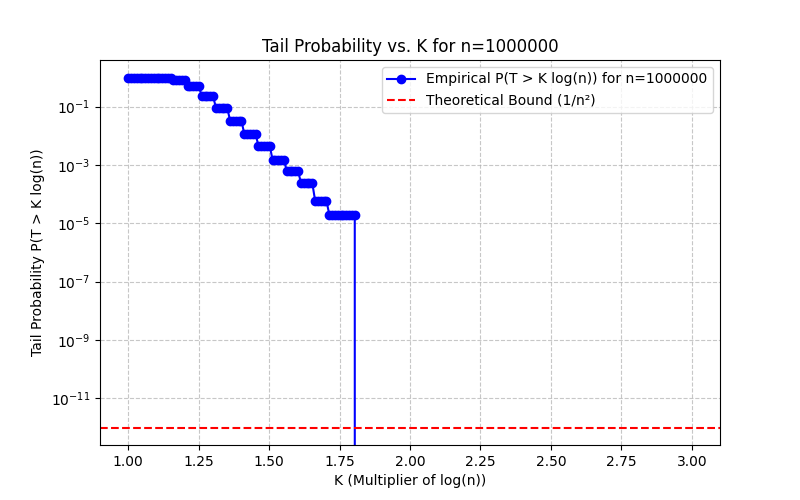 Tail Probability vs. K for n=1000000
Empirical P(T > K log(n)) for n=1000000
Theoretical Bound (1/n²)
Tail Probability P(T > K log(n))
10⁻¹
10⁻³
10⁻⁵
10⁻⁷
10⁻⁹
10⁻¹¹
1.00 1.25 1.50 1.75 2.00 2.25 2.50 2.75 3.00
K (Multiplier of log(n))